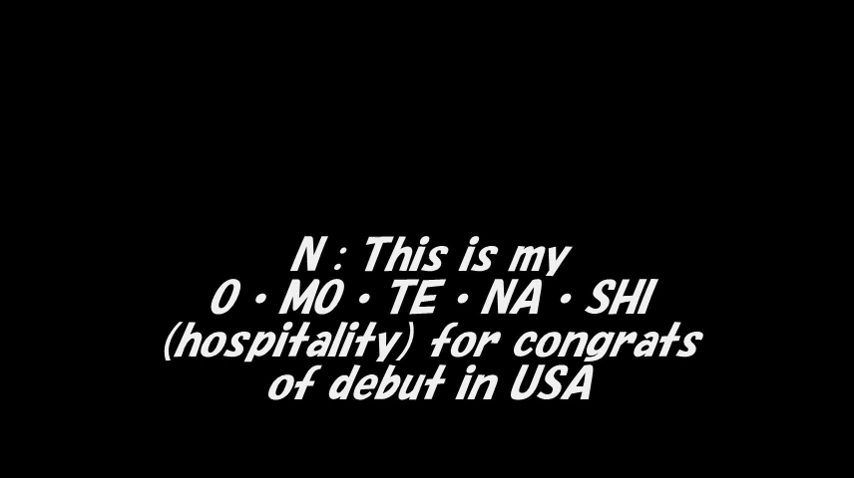 N : This is my
O・MO・TE・NA・SHI
(hospitality) for congrats
of debut in USA